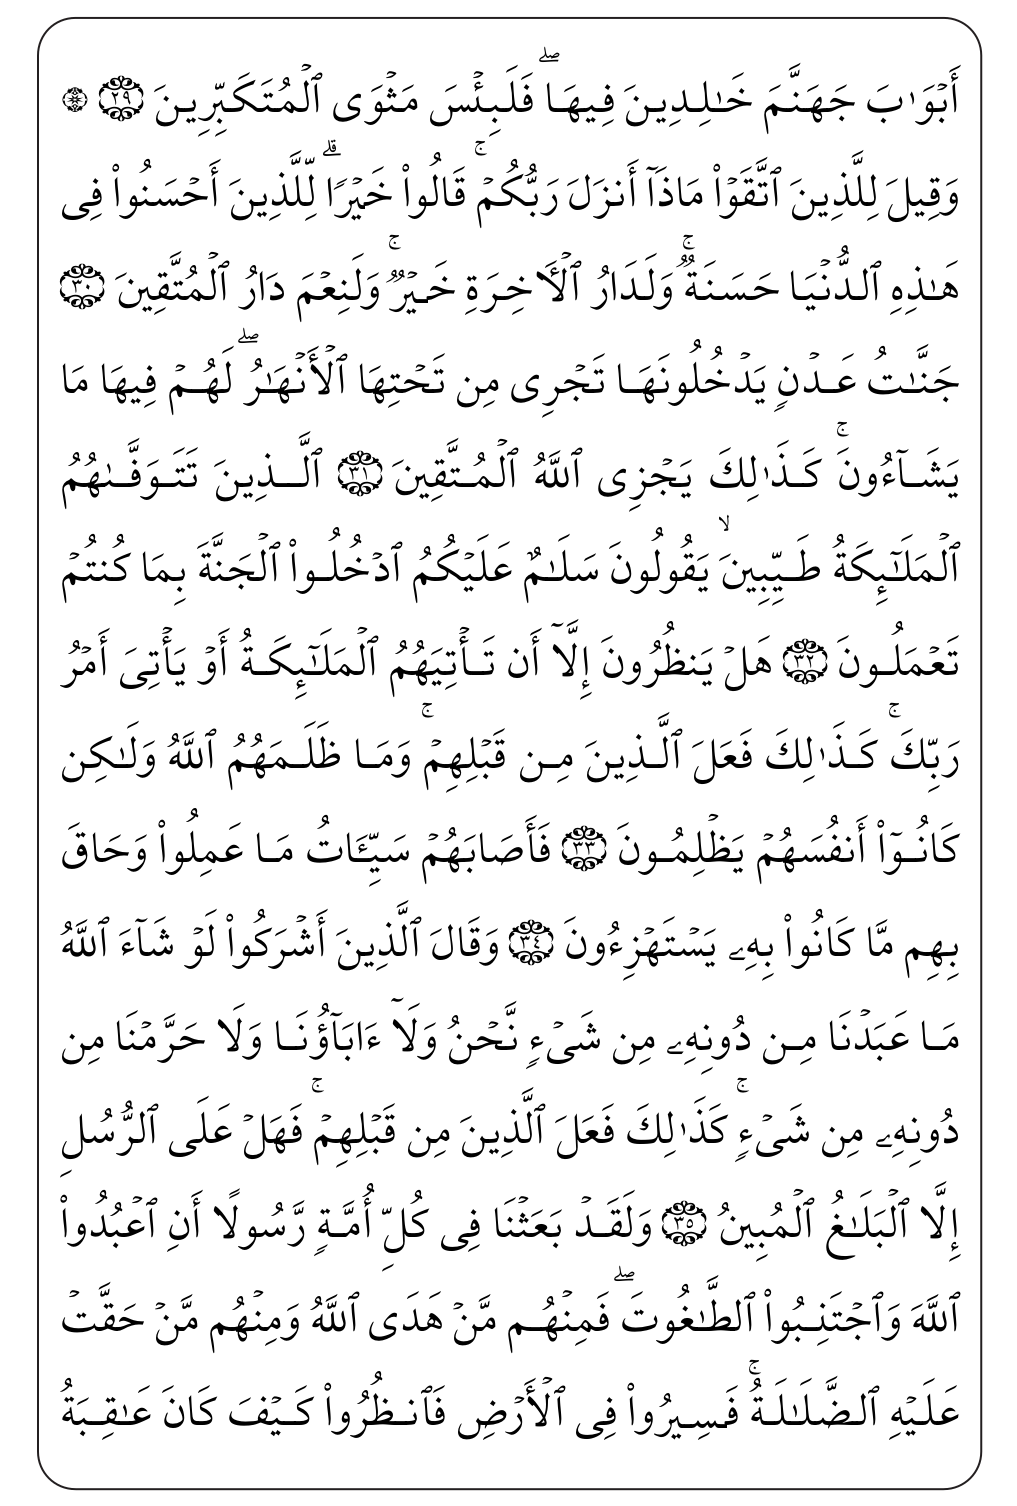 أَبْوَٰبَ جَهَنَّمَ خَـٰلِدِينَ فِيهَاۖ فَلَبِئْسَ مَثْوَى ٱلْمُتَكَبِّرِينَ ٢٩ ۞
وَقِيلَ لِلَّذِينَ ٱتَّقَوْا۟ مَاذَآ أَنزَلَ رَبُّكُمْۚ قَالُوا۟ خَيْرًاۗ لِّلَّذِينَ أَحْسَنُوا۟ فِى
هَـٰذِهِ ٱلدُّنْيَا حَسَنَةٌۚ وَلَدَارُ ٱلْـَٔاخِرَةِ خَيْرٌۚ وَلَنِعْمَ دَارُ ٱلْمُتَّقِينَ ٣٠
جَنَّـٰتُ عَدْنٍ يَدْخُلُونَهَا تَجْرِى مِن تَحْتِهَا ٱلْأَنْهَـٰرُۖ لَهُمْ فِيهَا مَا
يَشَآءُونَۚ كَذَٰلِكَ يَجْزِى ٱللَّهُ ٱلْمُتَّقِينَ ٣١ ٱلَّذِينَ تَتَوَفَّىٰهُمُ
ٱلْمَلَـٰٓئِكَةُ طَيِّبِينَۙ يَقُولُونَ سَلَـٰمٌ عَلَيْكُمُ ٱدْخُلُوا۟ ٱلْجَنَّةَ بِمَا كُنتُمْ
تَعْمَلُونَ ٣٢ هَلْ يَنظُرُونَ إِلَّآ أَن تَأْتِيَهُمُ ٱلْمَلَـٰٓئِكَةُ أَوْ يَأْتِىَ أَمْرُ
رَبِّكَۚ كَذَٰلِكَ فَعَلَ ٱلَّذِينَ مِن قَبْلِهِمْۚ وَمَا ظَلَمَهُمُ ٱللَّهُ وَلَـٰكِن
كَانُوٓا۟ أَنفُسَهُمْ يَظْلِمُونَ ٣٣ فَأَصَابَهُمْ سَيِّـَٔاتُ مَا عَمِلُوا۟ وَحَاقَ
بِهِم مَّا كَانُوا۟ بِهِۦ يَسْتَهْزِءُونَ ٣٤ وَقَالَ ٱلَّذِينَ أَشْرَكُوا۟ لَوْ شَآءَ ٱللَّهُ
مَا عَبَدْنَا مِن دُونِهِۦ مِن شَىْءٍ نَّحْنُ وَلَآ ءَابَآؤُنَا وَلَا حَرَّمْنَا مِن
دُونِهِۦ مِن شَىْءٍۚ كَذَٰلِكَ فَعَلَ ٱلَّذِينَ مِن قَبْلِهِمْۚ فَهَلْ عَلَى ٱلرُّسُلِ
إِلَّا ٱلْبَلَـٰغُ ٱلْمُبِينُ ٣٥ وَلَقَدْ بَعَثْنَا فِى كُلِّ أُمَّةٍ رَّسُولًا أَنِ ٱعْبُدُوا۟
ٱللَّهَ وَٱجْتَنِبُوا۟ ٱلطَّـٰغُوتَۖ فَمِنْهُم مَّنْ هَدَى ٱللَّهُ وَمِنْهُم مَّنْ حَقَّتْ
عَلَيْهِ ٱلضَّلَـٰلَةُۚ فَسِيرُوا۟ فِى ٱلْأَرْضِ فَٱنظُرُوا۟ كَيْفَ كَانَ عَـٰقِبَةُ